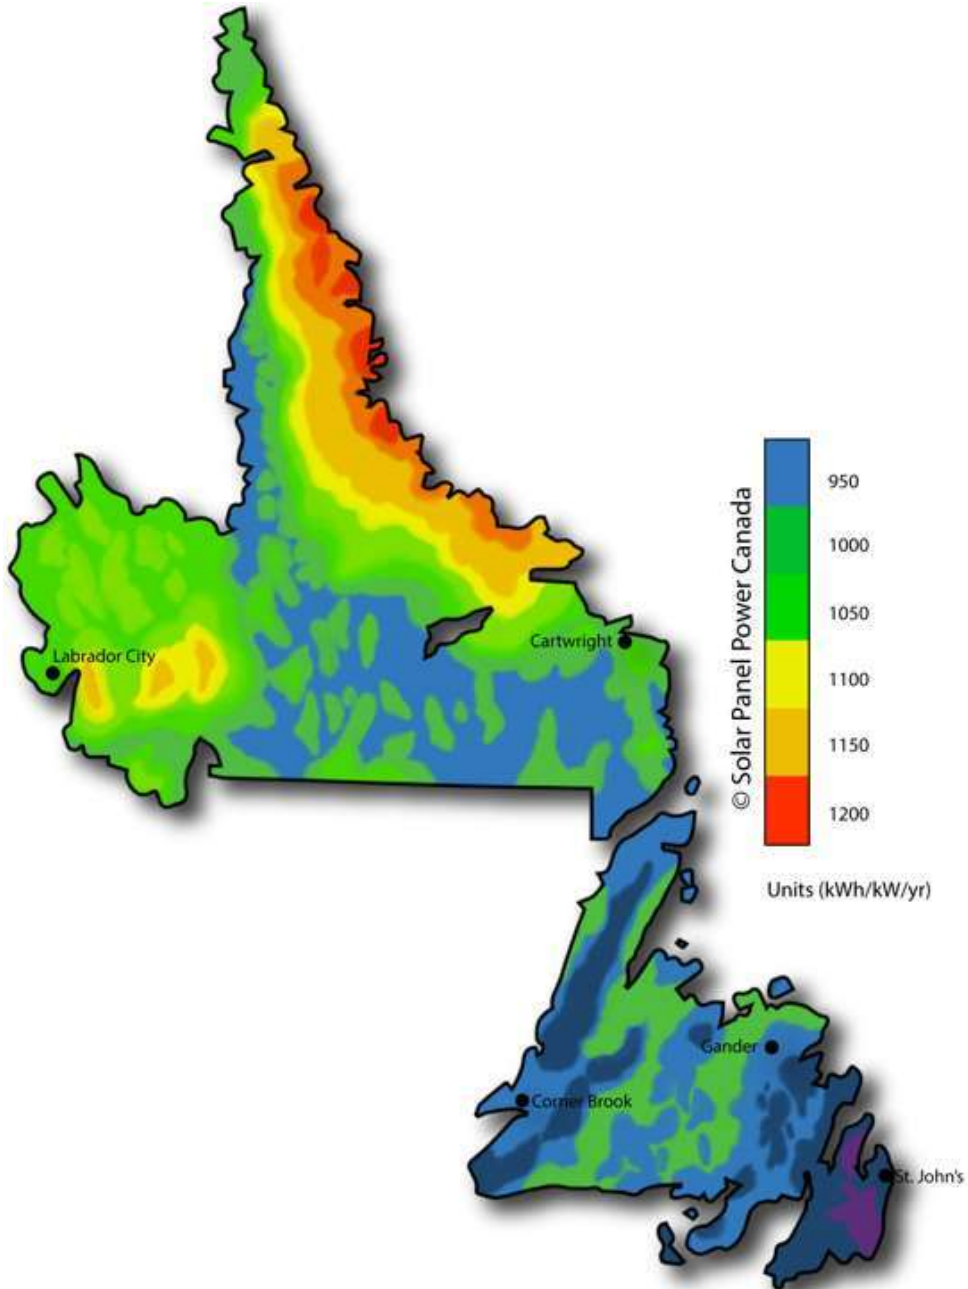 950
1000
1050
1100
1150
1200
© Solar Panel Power Canada
Units (kWh/kW/yr)
Cartwright
Labrador City
Gander
Corner Brook
St. John's